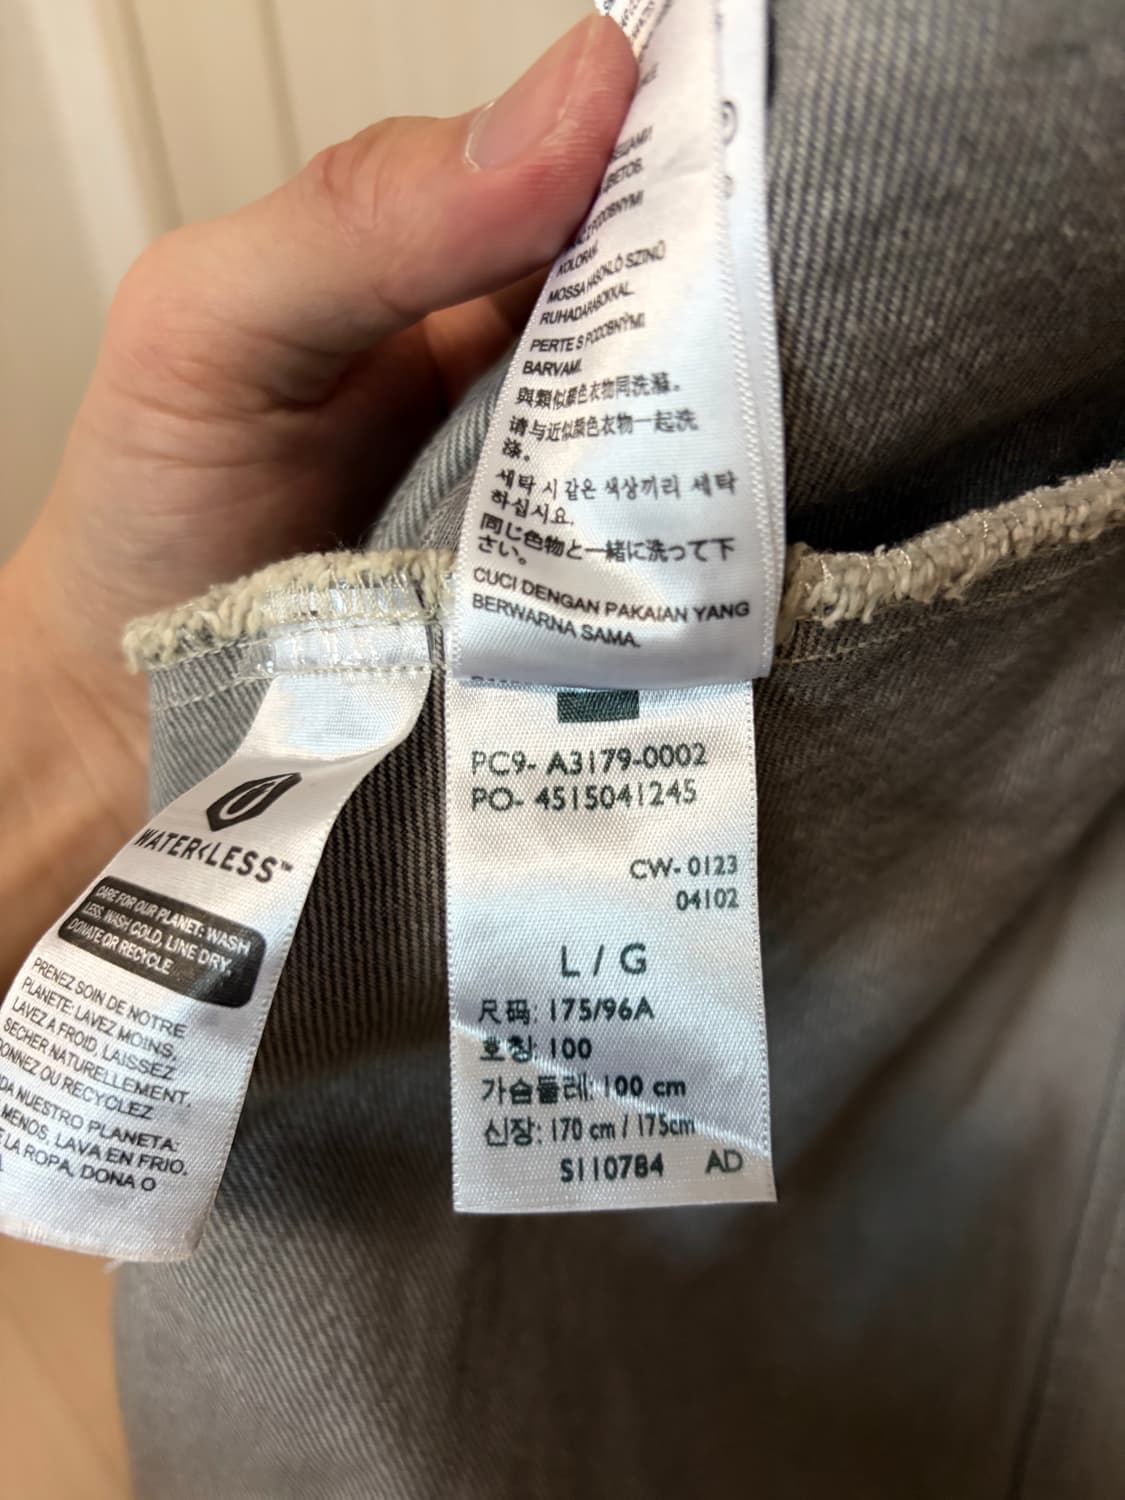 KOLORAMI.
MOSSA HASONLÓ SZINŰ
RUHADARABOKKAL.
PERTE S PODOBNÝMI
BARVAMI.
與類似顏色衣物同洗滌。
请与近似颜色衣物一起洗
涤。
세탁 시 같은 색상끼리 세탁
하십시요.
同じ色物と一緒に洗って下
さい。
CUCI DENGAN PAKAIAN YANG
BERWARNA SAMA.
PC9- A3179-0002
PO- 4515041245
CW- 0123
04102
L / G
尺码: 175/96A
호칭: 100
가슴둘레: 100 cm
신장: 170 cm / 175cm
S110784 AD
WATER<LESS™
CARE FOR OUR PLANET: WASH
LESS, WASH COLD, LINE DRY,
DONATE OR RECYCLE
PRENEZ SOIN DE NOTRE
PLANETE: LAVEZ MOINS,
LAVEZ A FROID, LAISSEZ
SECHER NATURELLEMENT,
DONNEZ OU RECYCLEZ
NUESTRO PLANETA:
MENOS, LAVA EN FRIO,
LA ROPA, DONA O